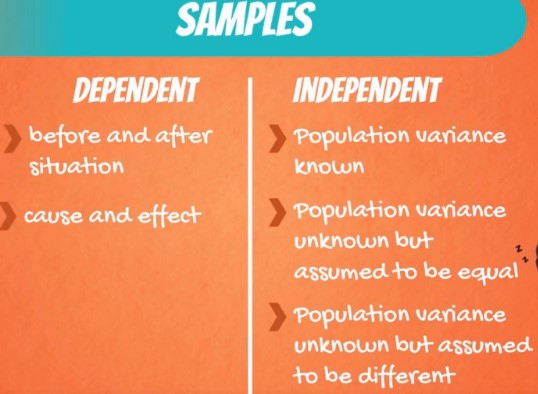 SAMPLES
DEPENDENT
before and after
situation
cause and effect
INDEPENDENT
Population variance
known
Population variance
unknown but
assumed to be equal
Population variance
unknown but assumed
to be different
z
z